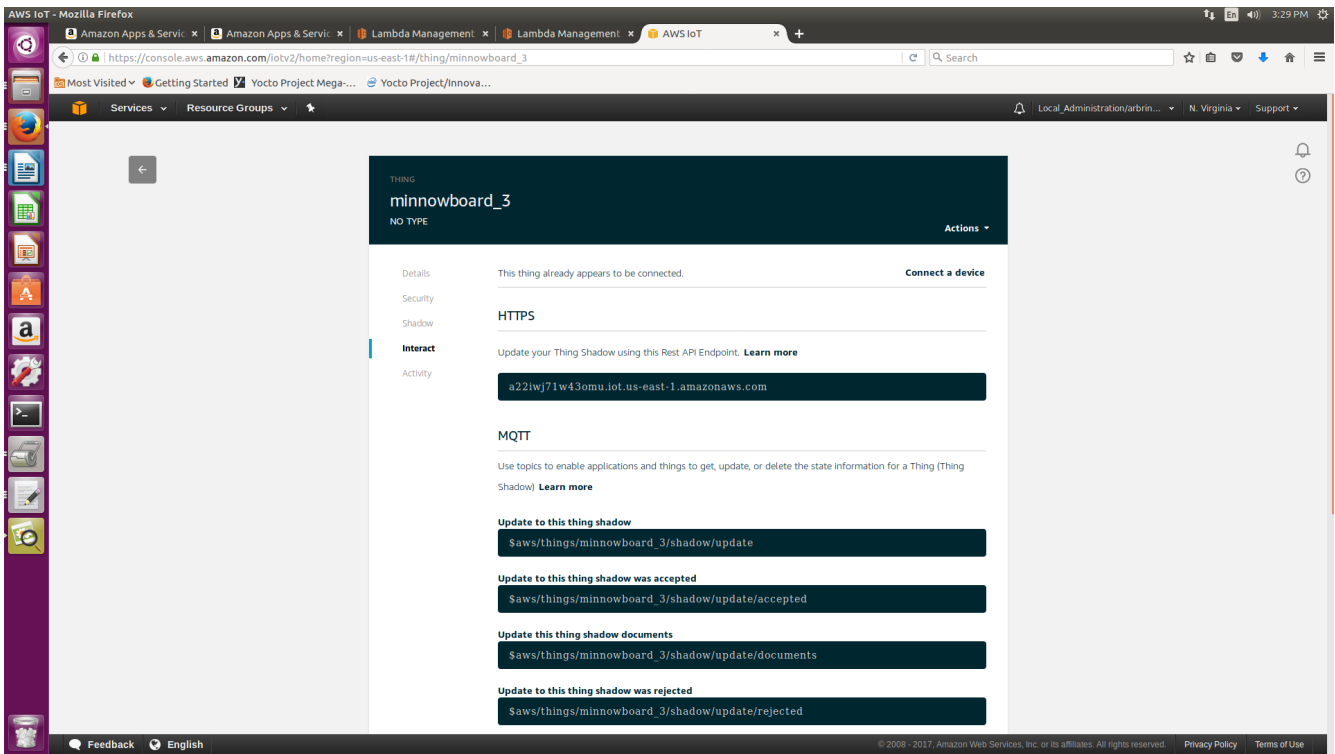 AWS IoT - Mozilla Firefox
En
3:29 PM
Amazon Apps & Servic
Amazon Apps & Servic
Lambda Management
Lambda Management
AWS IoT
https://console.aws.amazon.com/iotv2/home?region=us-east-1#/thing/minnowboard_3
Search
Most Visited
Getting Started
Yocto Project Mega-...
Yocto Project/Innova...
Services
Resource Groups
Local_Administration/arbrin...
N. Virginia
Support
THING
minnowboard_3
NO TYPE
Actions
Details
Security
Shadow
Interact
Activity
This thing already appears to be connected.
Connect a device
HTTPS
Update your Thing Shadow using this Rest API Endpoint. Learn more
a22iwj71w43omu.iot.us-east-1.amazonaws.com
MQTT
Use topics to enable applications and things to get, update, or delete the state information for a Thing (Thing
Shadow) Learn more
Update to this thing shadow
$aws/things/minnowboard_3/shadow/update
Update to this thing shadow was accepted
$aws/things/minnowboard_3/shadow/update/accepted
Update this thing shadow documents
$aws/things/minnowboard_3/shadow/update/documents
Update to this thing shadow was rejected
$aws/things/minnowboard_3/shadow/update/rejected
Feedback
English
© 2008 - 2017, Amazon Web Services, Inc. or its affiliates. All rights reserved.
Privacy Policy
Terms of Use